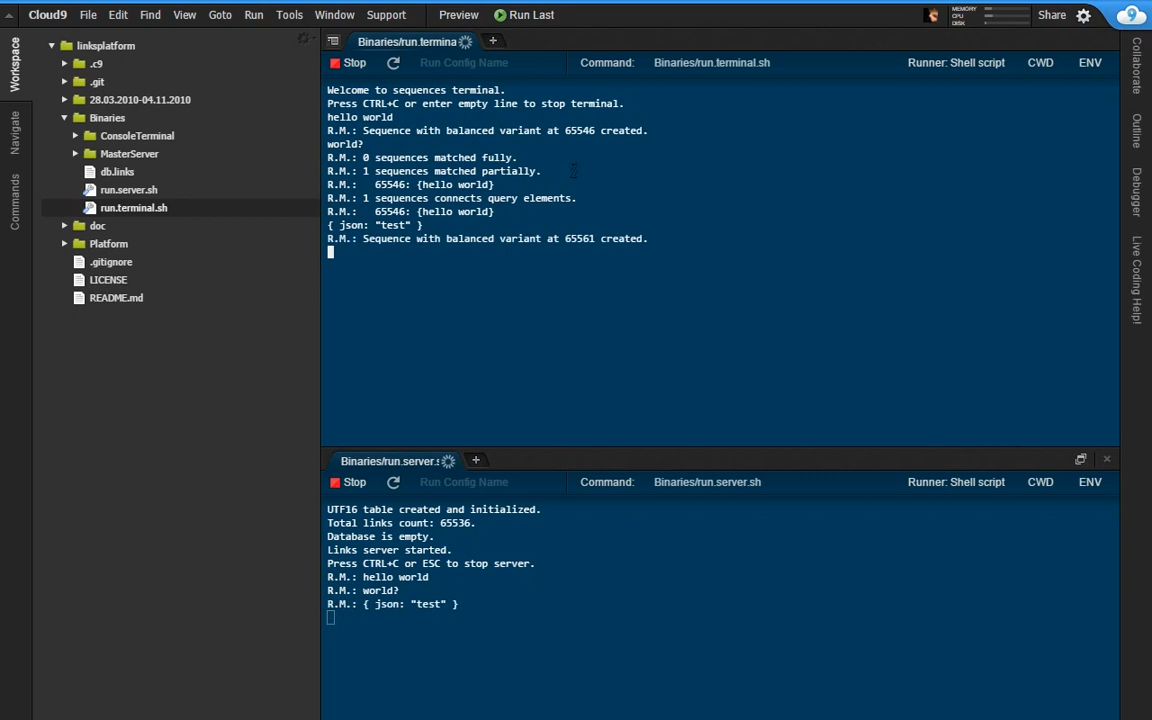 Cloud9 File Edit Find View Goto Run Tools Window Support Preview Run Last MEMORY CPU DISK Share 9
Workspace
Navigate
Commands
linksplatform
.c9
.git
28.03.2010-04.11.2010
Binaries
ConsoleTerminal
MasterServer
db.links
run.server.sh
run.terminal.sh
doc
Platform
.gitignore
LICENSE
README.md
Binaries/run.termina
Stop Run Config Name Command: Binaries/run.terminal.sh Runner: Shell script CWD ENV
Welcome to sequences terminal.
Press CTRL+C or enter empty line to stop terminal.
hello world
R.M.: Sequence with balanced variant at 65546 created.
world?
R.M.: 0 sequences matched fully.
R.M.: 1 sequences matched partially.
R.M.:   65546: {hello world}
R.M.: 1 sequences connects query elements.
R.M.:   65546: {hello world}
{ json: "test" }
R.M.: Sequence with balanced variant at 65561 created.
Binaries/run.server.s
Stop Run Config Name Command: Binaries/run.server.sh Runner: Shell script CWD ENV
UTF16 table created and initialized.
Total links count: 65536.
Database is empty.
Links server started.
Press CTRL+C or ESC to stop server.
R.M.: hello world
R.M.: world?
R.M.: { json: "test" }
Collaborate
Outline
Debugger
Live Coding Help!